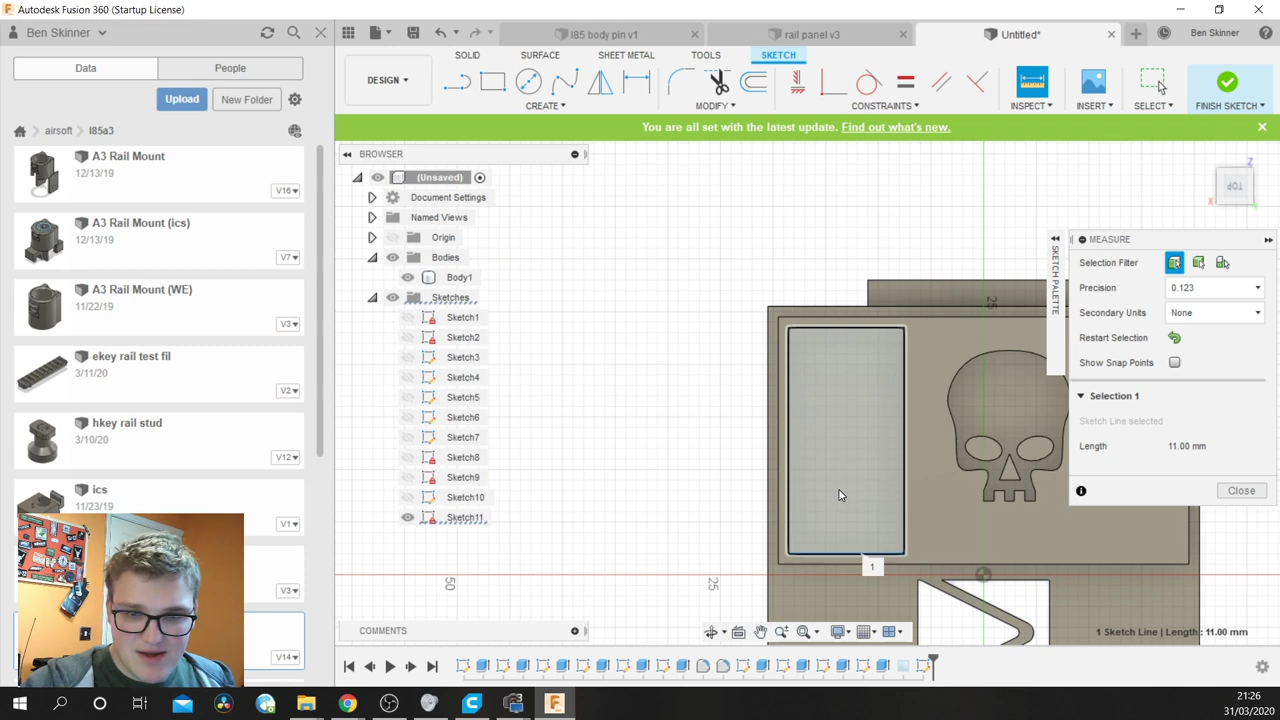 Autodesk Fusion 360 (Startup License)
Ben Skinner
l85 body pin v1
rail panel v3
Untitled*
Ben Skinner
Data
People
DESIGN
SOLID
SURFACE
SHEET METAL
TOOLS
SKETCH
Upload
New Folder
CREATE
MODIFY
CONSTRAINTS
INSPECT
INSERT
SELECT
FINISH SKETCH
airsoft
l85a3
You are all set with the latest update. Find out what's new.
BROWSER
A3 Rail Mount
12/13/19
V16
A3 Rail Mount (ics)
12/13/19
V7
A3 Rail Mount (WE)
11/22/19
V3
ekey rail test fil
3/11/20
V2
hkey rail stud
3/10/20
V12
ics
11/23/19
V1
V3
V14
(Unsaved)
Document Settings
Named Views
Origin
Bodies
Body1
Sketches
Sketch1
Sketch2
Sketch3
Sketch4
Sketch5
Sketch6
Sketch7
Sketch8
Sketch9
Sketch10
Sketch11
COMMENTS
TOP
Z
X
Y
25
50
25
1
SKETCH PALETTE
MEASURE
Selection Filter
Precision
0.123
Secondary Units
None
Restart Selection
Show Snap Points
Selection 1
Sketch Line selected
Length
11.00 mm
Close
1 Sketch Line | Length : 11.00 mm
21:26
31/03/2020